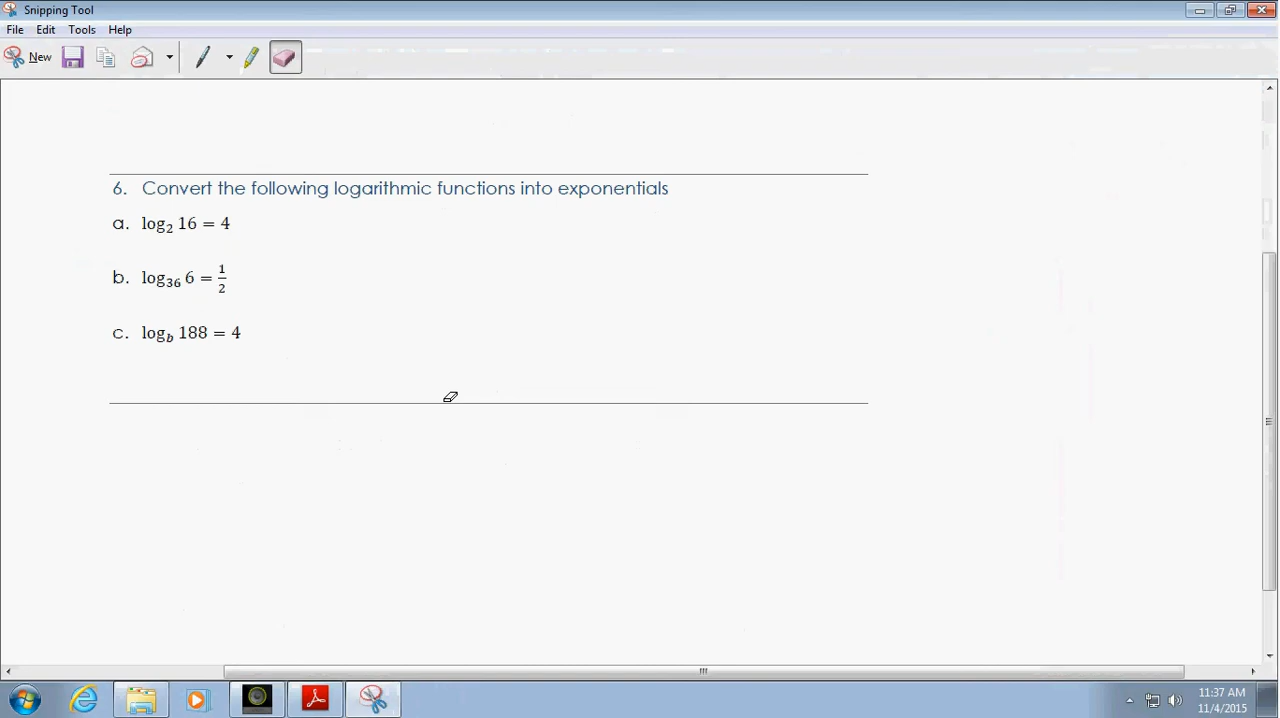 Snipping Tool
File Edit Tools Help
New
6. Convert the following logarithmic functions into exponentials
a. log₂ 16 = 4
b. log₃₆ 6 = 1/2
c. log_b 188 = 4
11:37 AM
11/4/2015